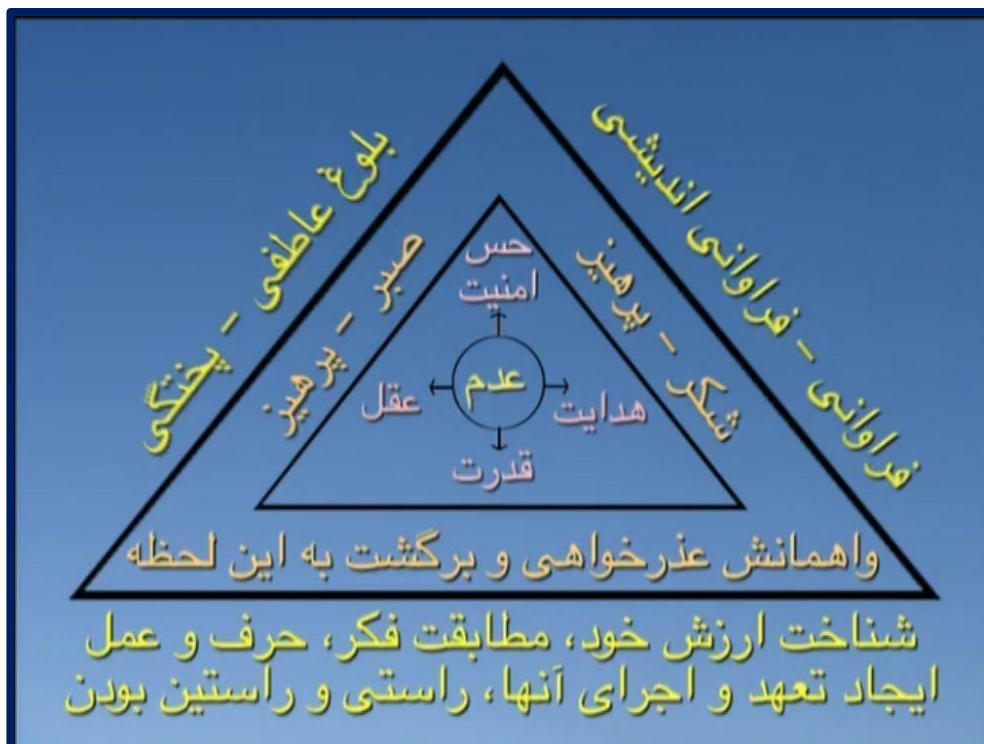 بلوغ عاطفی - پختگی
فراوانی - فراوانی اندیشی
صبر - پرهیز
شکر - پرهیز
حس
امنیت
عدم
عقل
هدایت
قدرت
واهمانش عذرخواهی و برگشت به این لحظه
شناخت ارزش خود، مطابقت فکر، حرف و عمل
ایجاد تعهد و اجرای آنها، راستی و راستین بودن